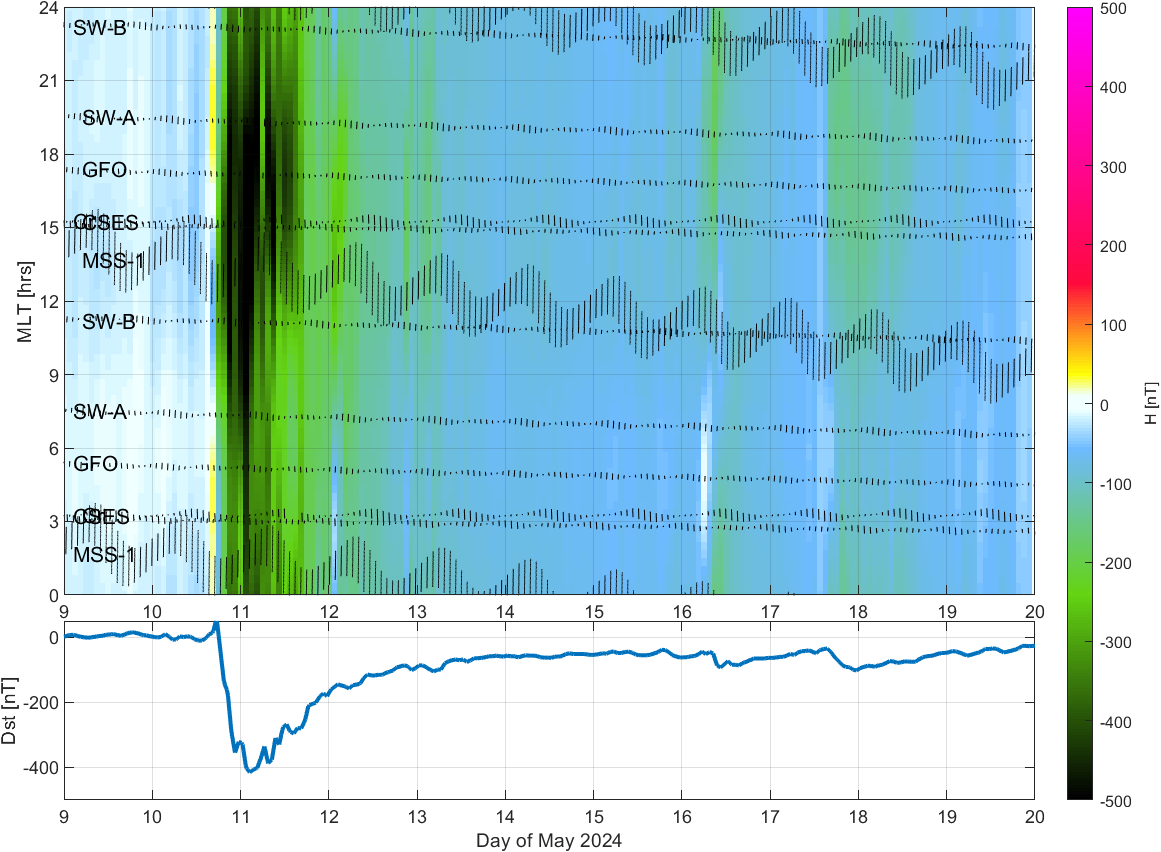 24
21
18
15
12
9
6
3
0
MLT [hrs]
SW-B
SW-A
GFO
CSES
MSS-1
SW-B
SW-A
GFO
CSES
MSS-1
9 10 11 12 13 14 15 16 17 18 19 20
500
400
300
200
100
0
-100
-200
-300
-400
-500
H [nT]
0
-200
-400
Dst [nT]
9 10 11 12 13 14 15 16 17 18 19 20
Day of May 2024